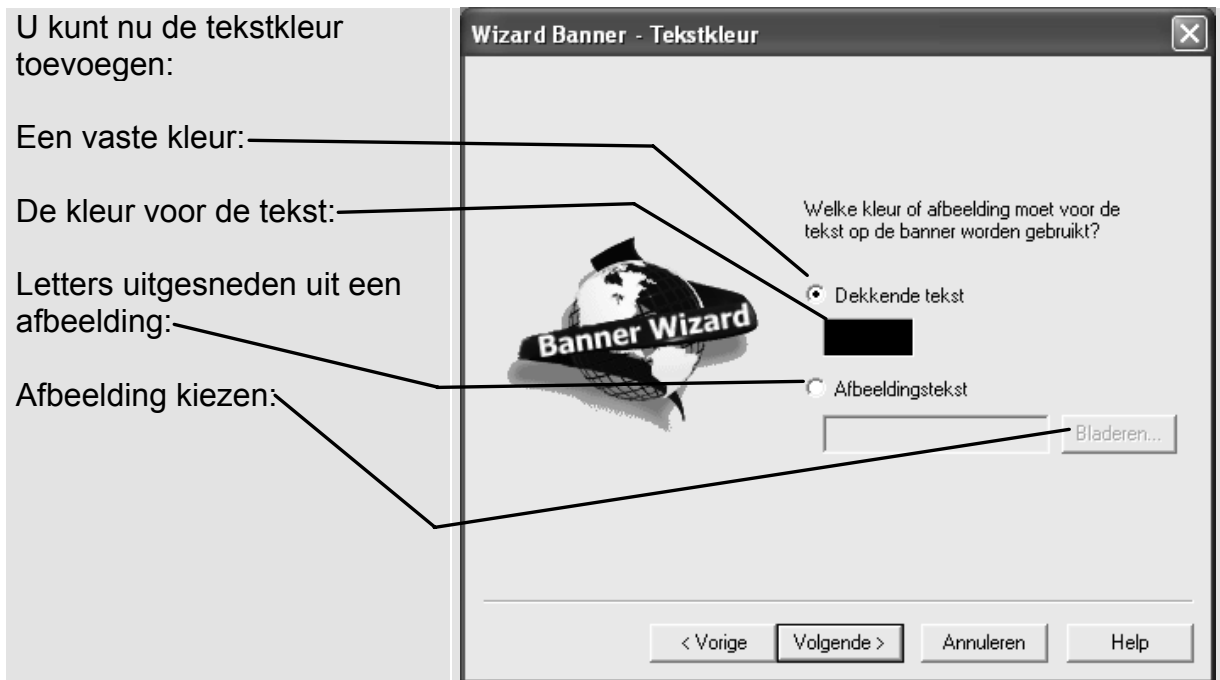 U kunt nu de tekstkleur
toevoegen:
Een vaste kleur:
De kleur voor de tekst:
Letters uitgesneden uit een
afbeelding:
Afbeelding kiezen:
Wizard Banner - Tekstkleur
Welke kleur of afbeelding moet voor de
tekst op de banner worden gebruikt?
Banner Wizard
Dekkende tekst
Afbeeldingstekst
Bladeren...
< Vorige
Volgende >
Annuleren
Help